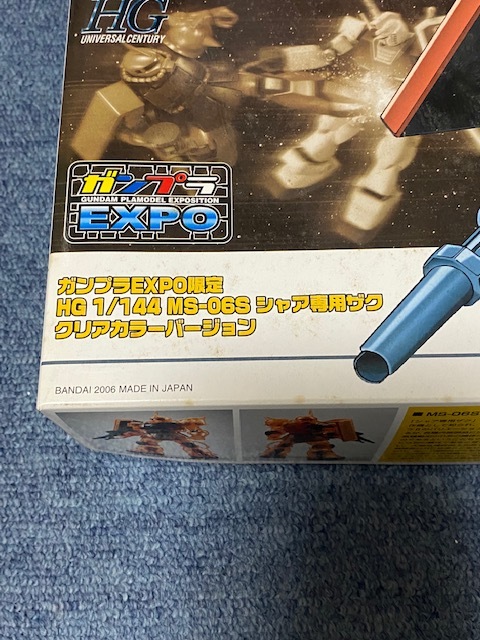 HG
UNIVERSAL CENTURY
ガンプラ
GUNDAM PLAMODEL EXPOSITION
EXPO
ガンプラEXPO限定
HG 1/144 MS-06S シャア専用ザク
クリアカラーバージョン
BANDAI 2006 MADE IN JAPAN
■ MS-06S